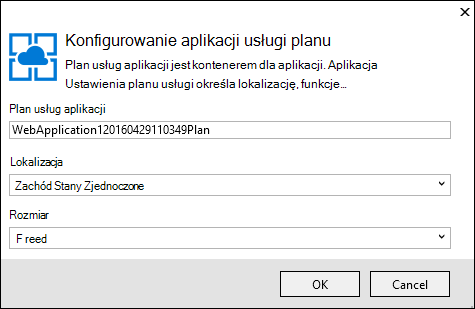 Konfigurowanie aplikacji usługi planu
Plan usług aplikacji jest kontenerem dla aplikacji. Aplikacja
Ustawienia planu usługi określa lokalizację, funkcje...
Plan usług aplikacji
WebApplication120160429110349Plan
Lokalizacja
Zachód Stany Zjednoczone
Rozmiar
F reed
OK Cancel